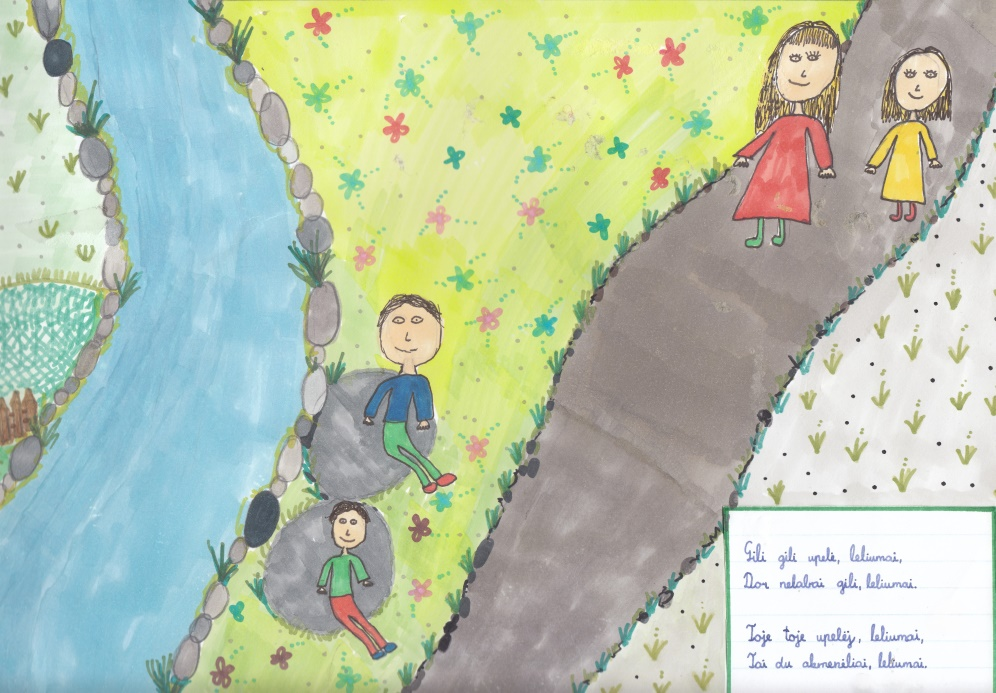 Gili gili upelė, leliumai,
Dar nelabai gili, leliumai.
Toje toje upelėj, leliumai,
Tai du akmenėliai, leliumai.